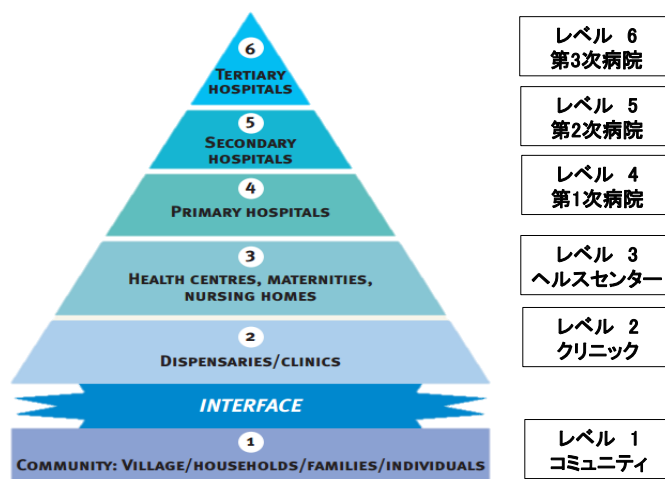 6
TERTIARY
HOSPITALS
レベル 6
第3次病院
5
SECONDARY
HOSPITALS
レベル 5
第2次病院
4
PRIMARY HOSPITALS
レベル 4
第1次病院
3
HEALTH CENTRES, MATERNITIES,
NURSING HOMES
レベル 3
ヘルスセンター
2
DISPENSARIES/CLINICS
レベル 2
クリニック
INTERFACE
1
COMMUNITY: VILLAGE/HOUSEHOLDS/FAMILIES/INDIVIDUALS
レベル 1
コミュニティ